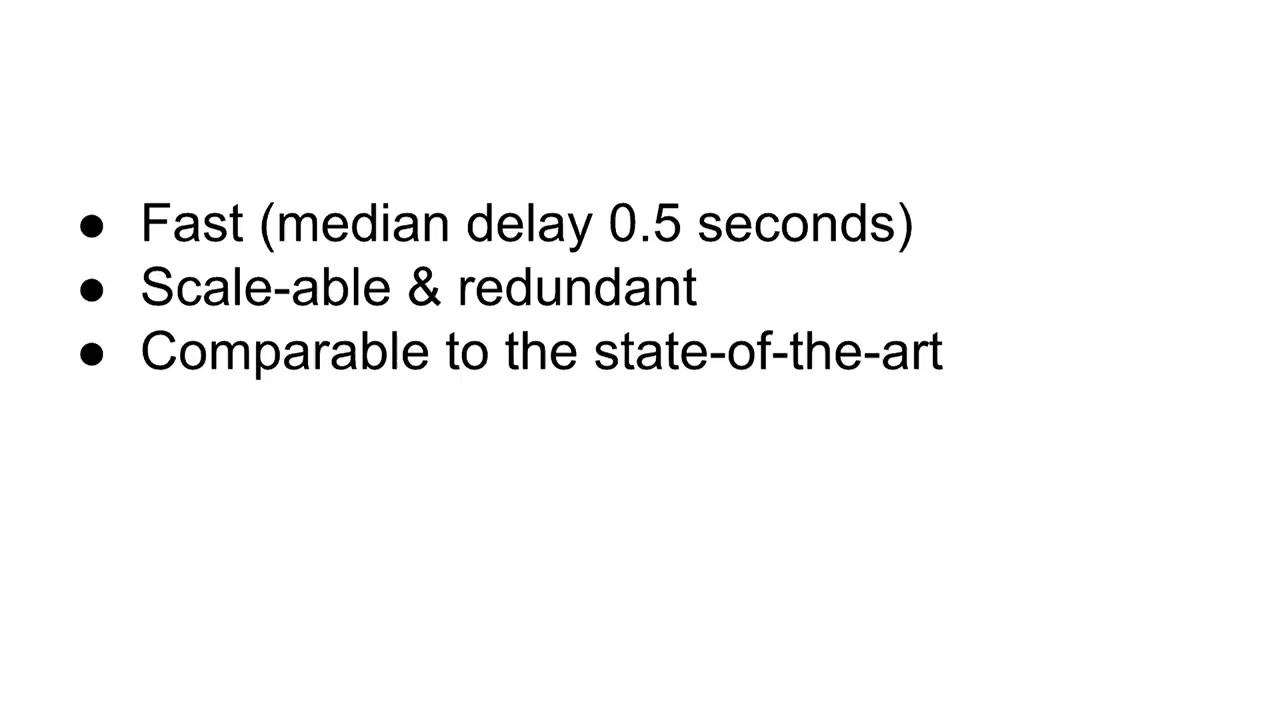 ● Fast (median delay 0.5 seconds)
● Scale-able & redundant
● Comparable to the state-of-the-art